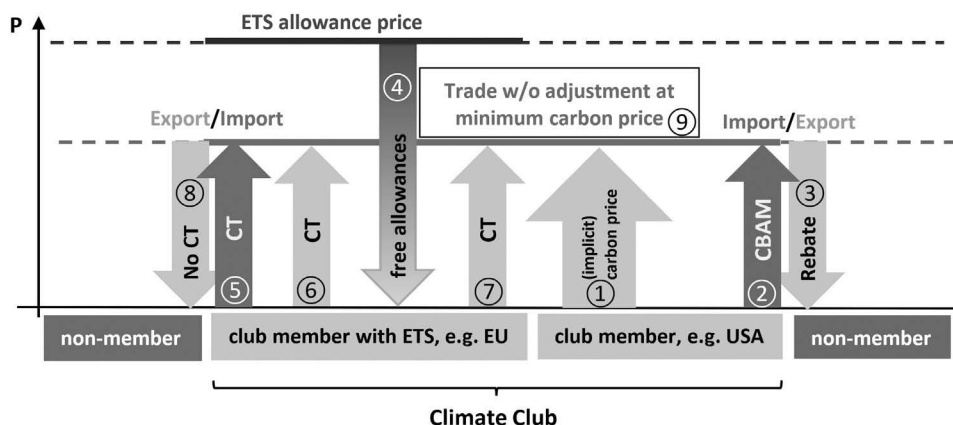 ETS allowance price
P
④
Trade w/o adjustment at
minimum carbon price ⑨
Export/Import
Import/Export
⑧
No CT
CT
⑤
CT
⑥
free allowances
CT
⑦
(implicit)
carbon price
①
CBAM
②
③
Rebate
non-member
club member with ETS, e.g. EU
club member, e.g. USA
non-member
Climate Club